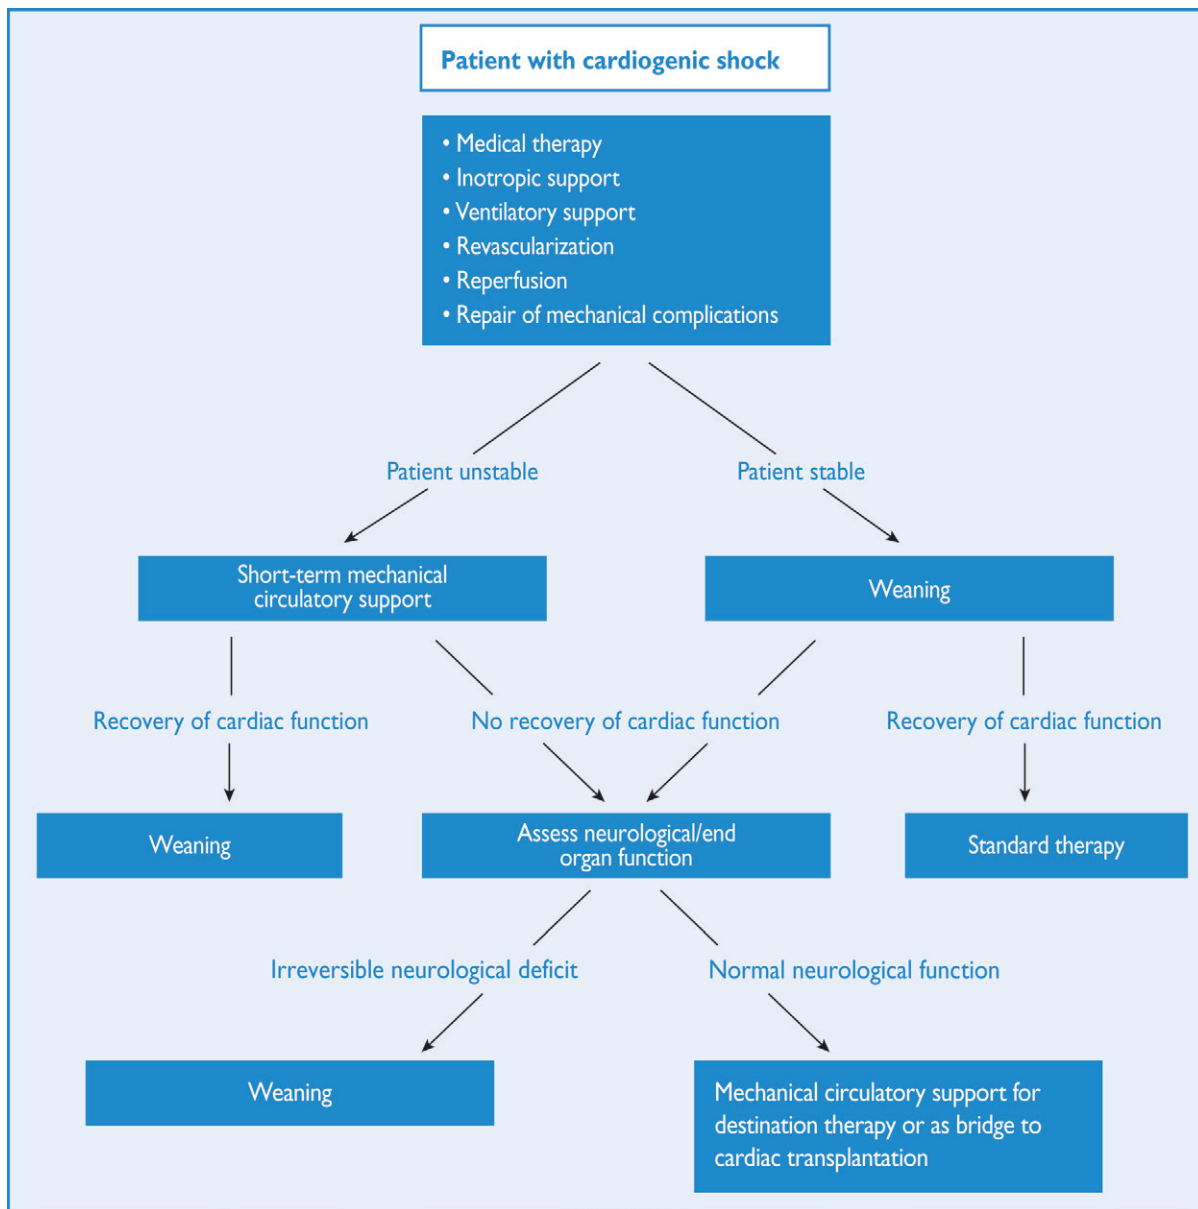 Patient with cardiogenic shock
• Medical therapy
• Inotropic support
• Ventilatory support
• Revascularization
• Reperfusion
• Repair of mechanical complications
Patient unstable
Patient stable
Short-term mechanical
circulatory support
Weaning
Recovery of cardiac function
No recovery of cardiac function
Recovery of cardiac function
Weaning
Assess neurological/end
organ function
Standard therapy
Irreversible neurological deficit
Normal neurological function
Weaning
Mechanical circulatory support for
destination therapy or as bridge to
cardiac transplantation